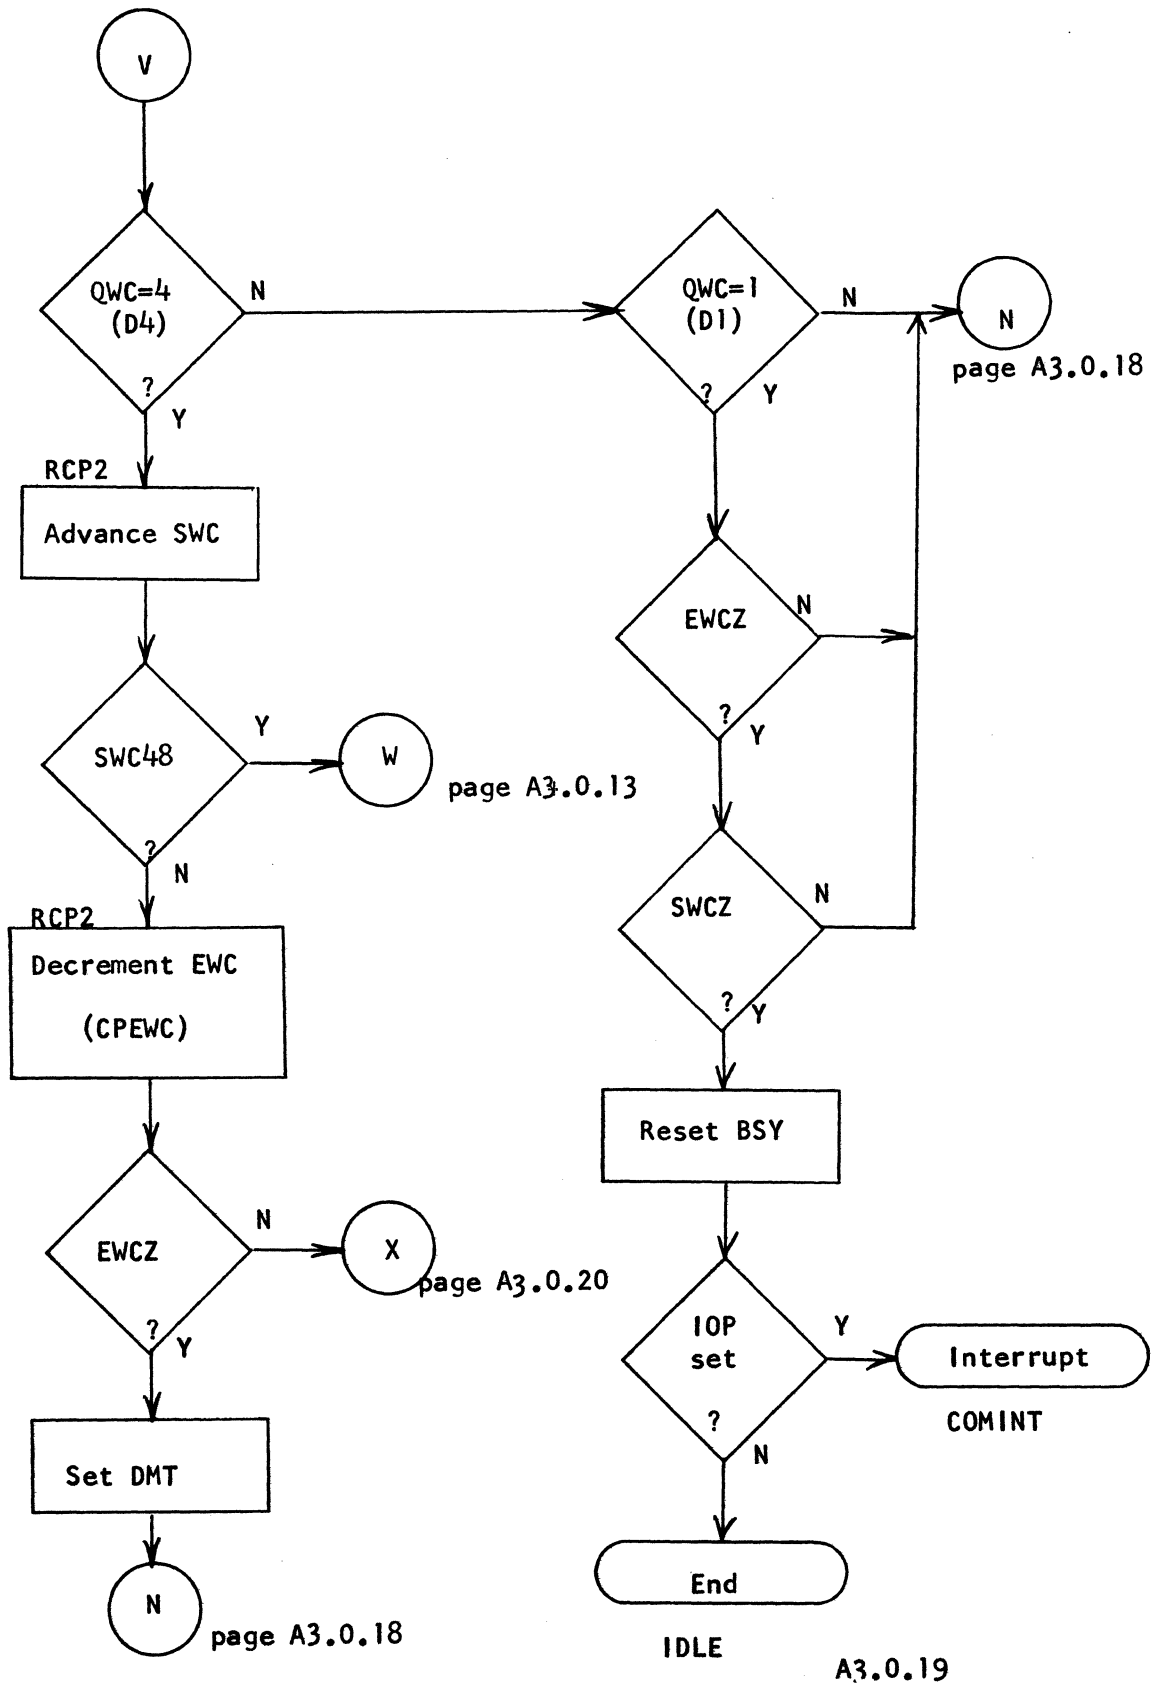 V
QWC=4
(D4)
?
N
Y
QWC=1
(D1)
?
N
Y
N
page A3.0.18
RCP2
Advance SWC
EWCZ
?
N
Y
SWC48
?
Y
N
W
page A3.0.13
SWCZ
?
N
Y
RCP2
Decrement EWC
(CPEWC)
Reset BSY
EWCZ
?
N
Y
X
page A3.0.20
IOP
set
?
Y
N
Interrupt
COMINT
Set DMT
N
page A3.0.18
End
IDLE
A3.0.19